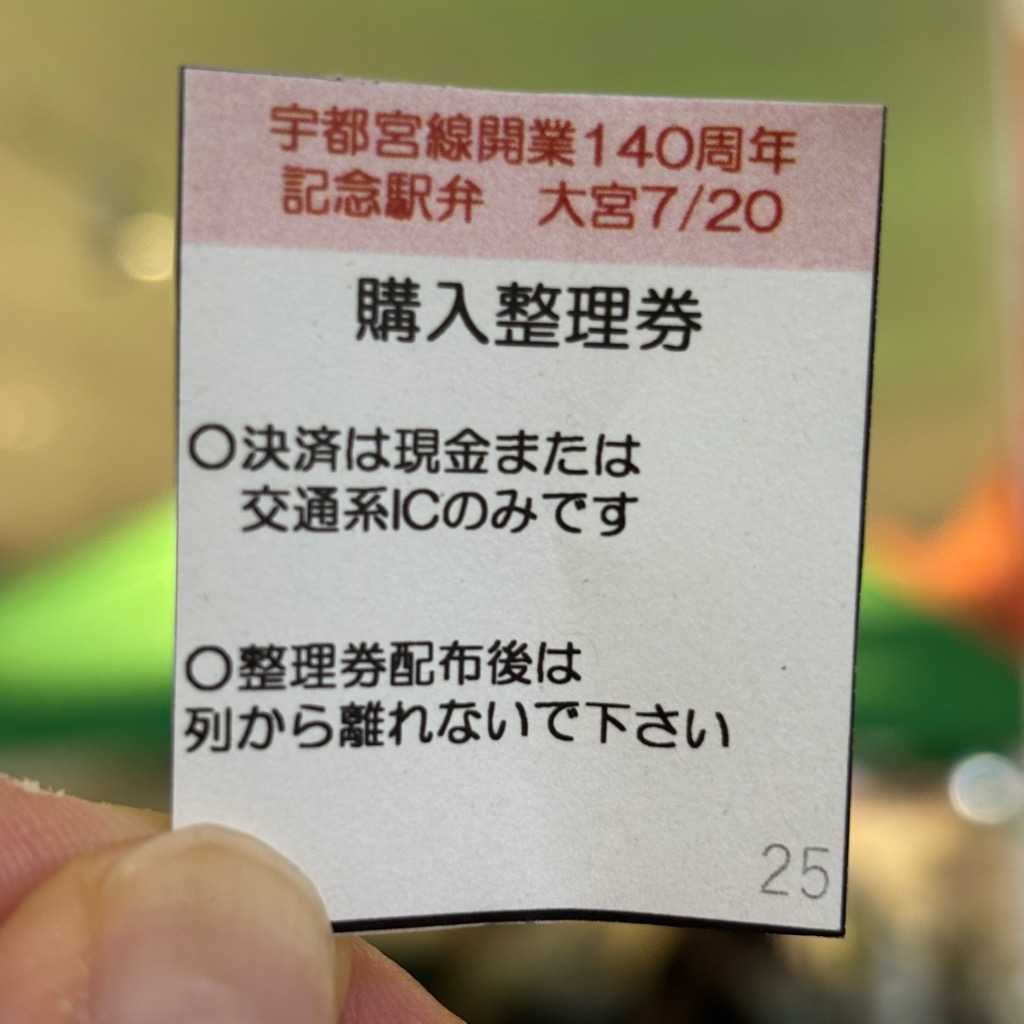 宇都宮線開業140周年
記念駅弁　大宮7/20
購入整理券
○決済は現金または
交通系ICのみです
○整理券配布後は
列から離れないで下さい
25